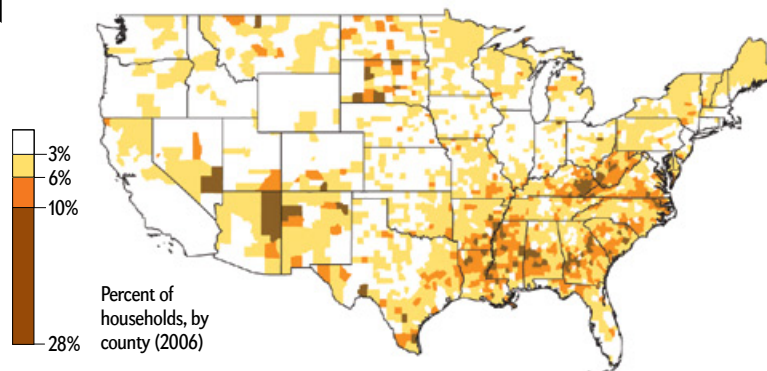 3%
6%
10%
28%
Percent of
households, by
county (2006)